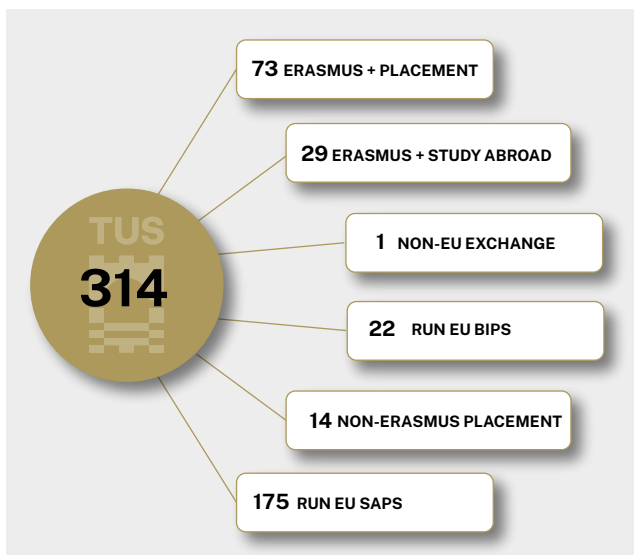 73 ERASMUS + PLACEMENT
29 ERASMUS + STUDY ABROAD
TUS
314
1 NON-EU EXCHANGE
22 RUN EU BIPS
14 NON-ERASMUS PLACEMENT
175 RUN EU SAPS